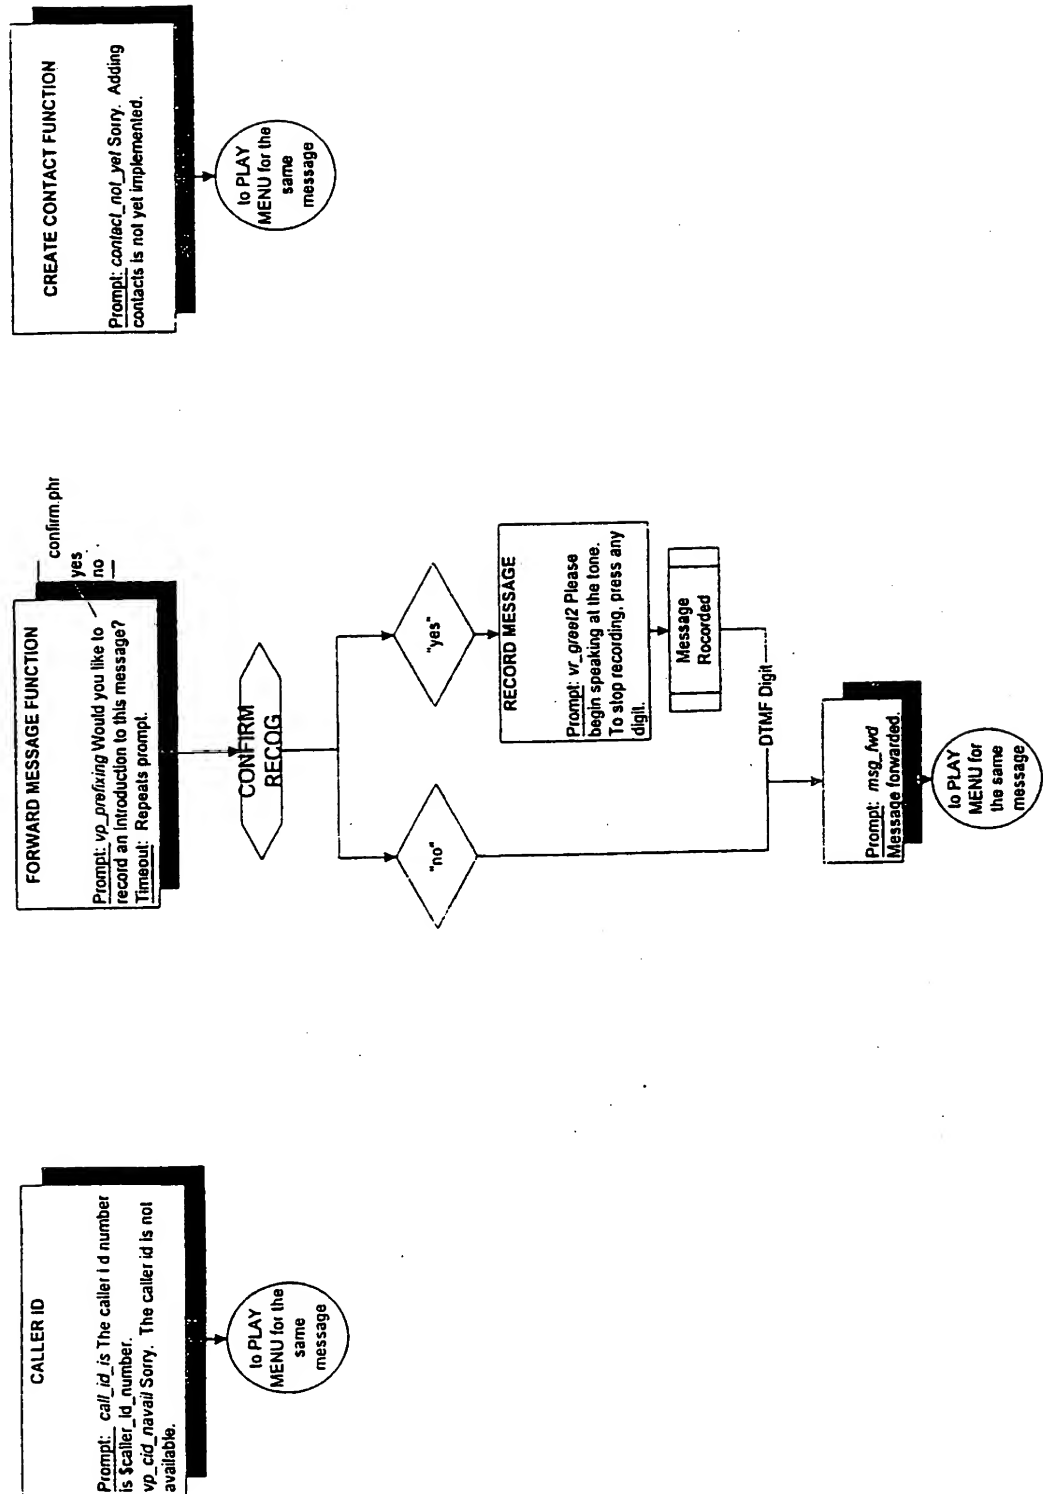 CALLER ID
Prompt: call_id_is The caller i d number
is $caller_id_number.
vp_cid_navail Sorry. The caller id is not
available.
to PLAY
MENU for the
same
message
FORWARD MESSAGE FUNCTION
Prompt: vp_prefixing Would you like to
record an introduction to this message?
Timeout: Repeats prompt.
confirm.phr
yes
no
CONFIRM
RECOG
"no"
"yes"
RECORD MESSAGE
Prompt: vr_greet2 Please
begin speaking at the tone.
To stop recording, press any
digit.
Message
Rocorded
DTMF Digit
Prompt: msg_fwd
Message forwarded.
to PLAY
MENU for
the same
message
CREATE CONTACT FUNCTION
Prompt: contact_not_yet Sorry. Adding
contacts is not yet implemented.
to PLAY
MENU for the
same
message